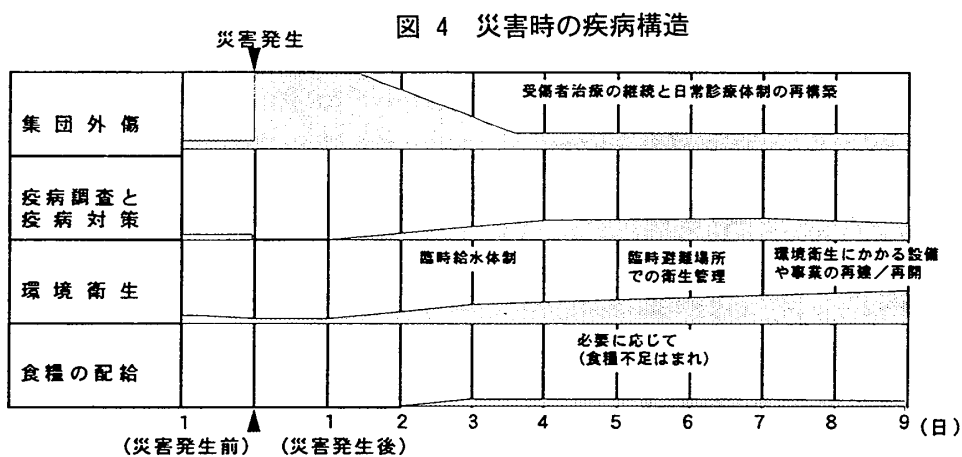 図 4 災害時の疾病構造
災害発生
集団外傷
受傷者治療の継続と日常診療体制の再構築
疫病調査と
疫病対策
環境衛生
臨時給水体制
臨時避難場所
での衛生管理
環境衛生にかかる設備
や事業の再建／再開
食糧の配給
必要に応じて
(食糧不足はまれ)
1 1 2 3 4 5 6 7 8 9 (日)
(災害発生前) (災害発生後)